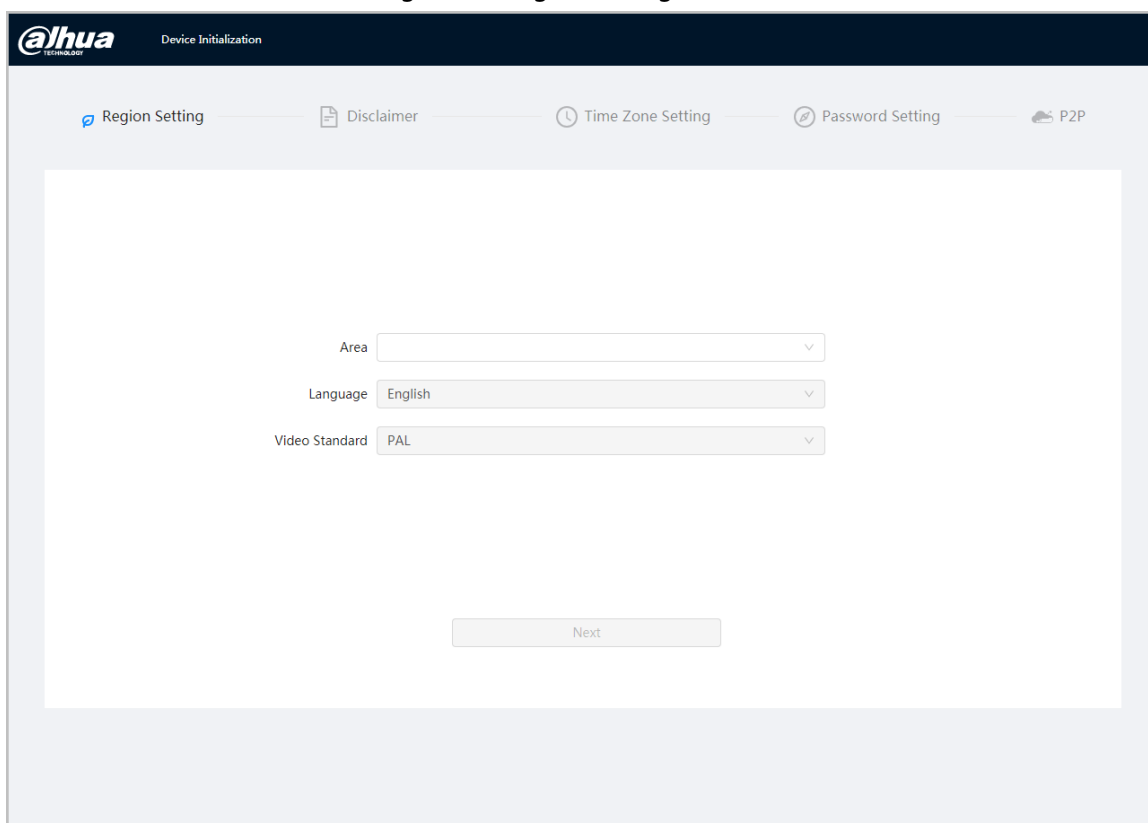 alhua
TECHNOLOGY
Device Initialization
Region Setting
Disclaimer
Time Zone Setting
Password Setting
P2P
Area
Language English
Video Standard PAL
Next